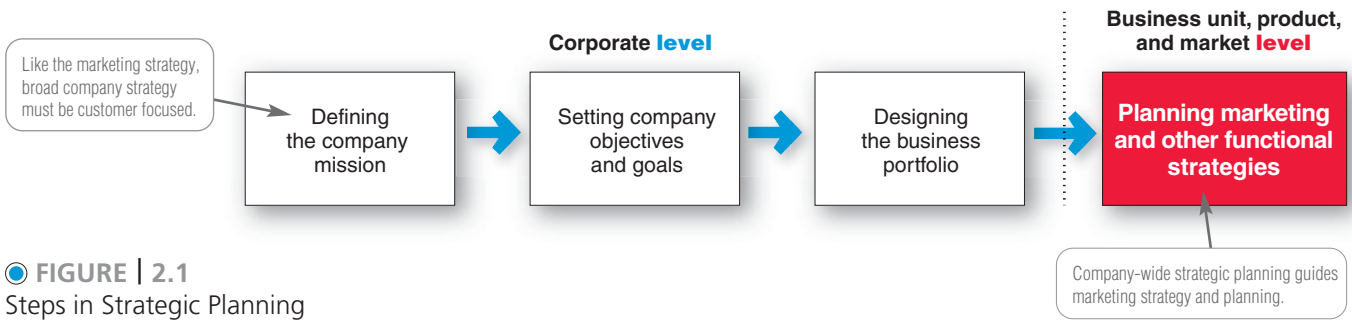 Like the marketing strategy,
broad company strategy
must be customer focused.
Corporate level
Business unit, product,
and market level
Defining
the company
mission
Setting company
objectives
and goals
Designing
the business
portfolio
Planning marketing
and other functional
strategies
Company-wide strategic planning guides
marketing strategy and planning.
FIGURE | 2.1
Steps in Strategic Planning